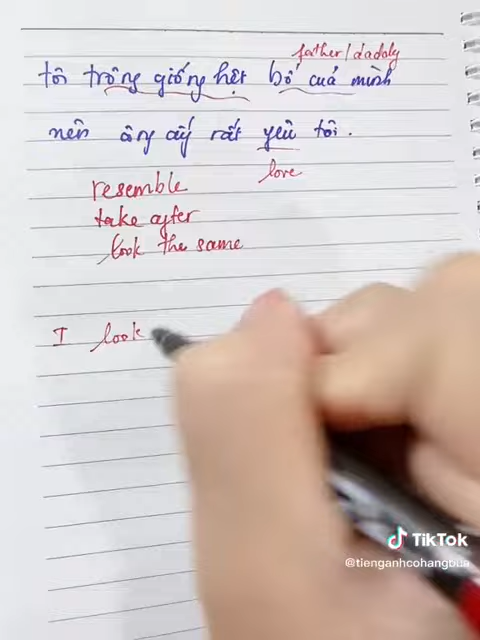 father/dadoly
tôi trông giống hệt bố của mình
nên ông ấy rất yêu tôi.
love
resemble
take after
look the same
I look
TikTok
@tienganhcohangbua